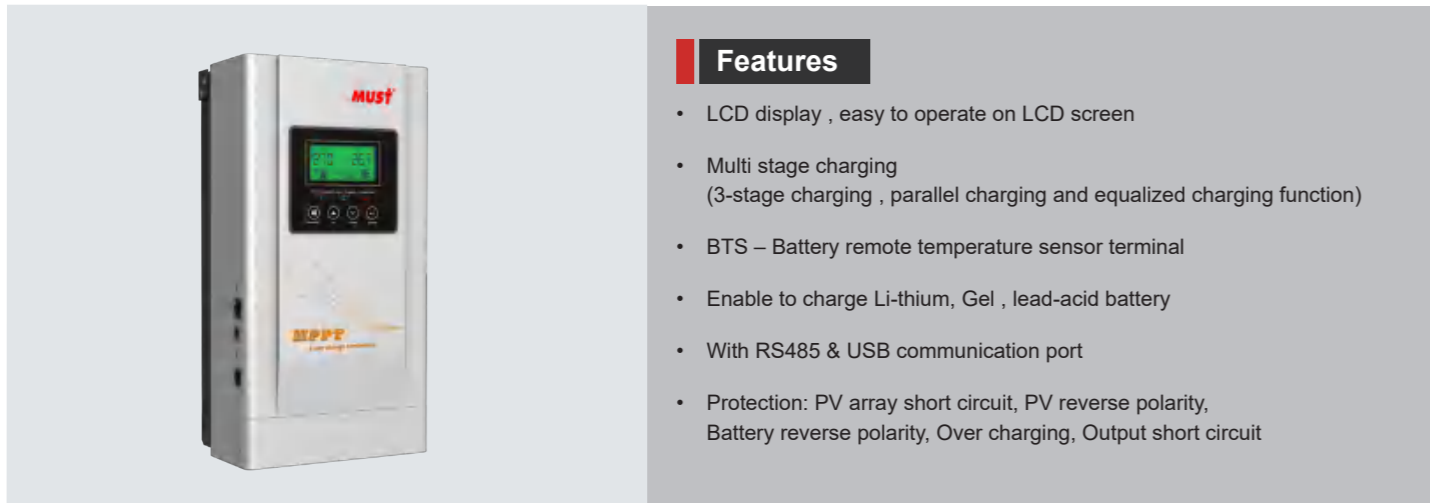 MUST
MPPT
Features
• LCD display , easy to operate on LCD screen
• Multi stage charging
(3-stage charging , parallel charging and equalized charging function)
• BTS – Battery remote temperature sensor terminal
• Enable to charge Li-thium, Gel , lead-acid battery
• With RS485 & USB communication port
• Protection: PV array short circuit, PV reverse polarity,
Battery reverse polarity, Over charging, Output short circuit